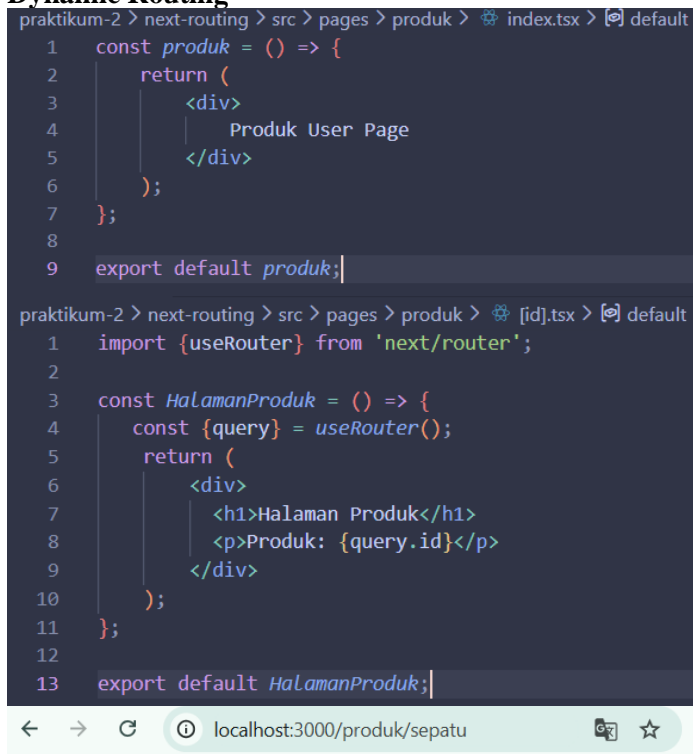 Dynamic Routing
praktikum-2 > next-routing > src > pages > produk > index.tsx > default
1 const produk = () => {
2 return (
3 <div>
4 Produk User Page
5 </div>
6 );
7 };
8
9 export default produk;
praktikum-2 > next-routing > src > pages > produk > [id].tsx > default
1 import {useRouter} from 'next/router';
2
3 const HalamanProduk = () => {
4 const {query} = useRouter();
5 return (
6 <div>
7 <h1>Halaman Produk</h1>
8 <p>Produk: {query.id}</p>
9 </div>
10 );
11 };
12
13 export default HalamanProduk;
localhost:3000/produk/sepatu